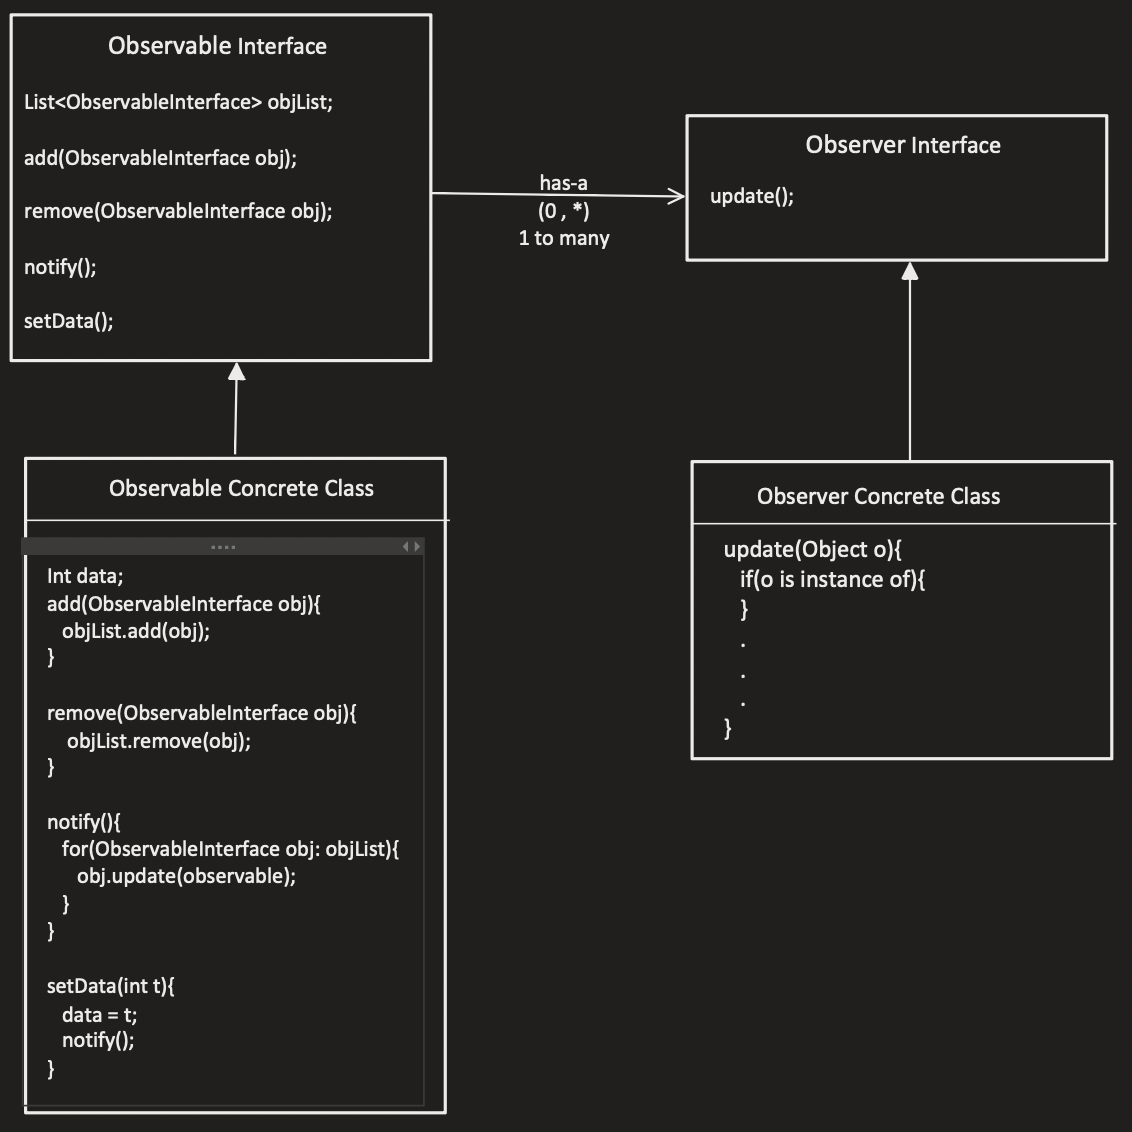 Observable Interface
List<ObservableInterface> objList;
add(ObservableInterface obj);
remove(ObservableInterface obj);
notify();
setData();
has-a
(0 , *)
1 to many
Observer Interface
update();
Observable Concrete Class
Int data;
add(ObservableInterface obj){
objList.add(obj);
}
remove(ObservableInterface obj){
objList.remove(obj);
}
notify(){
for(ObservableInterface obj: objList){
obj.update(observable);
}
}
setData(int t){
data = t;
notify();
}
Observer Concrete Class
update(Object o){
if(o is instance of){
}
.
.
.
}